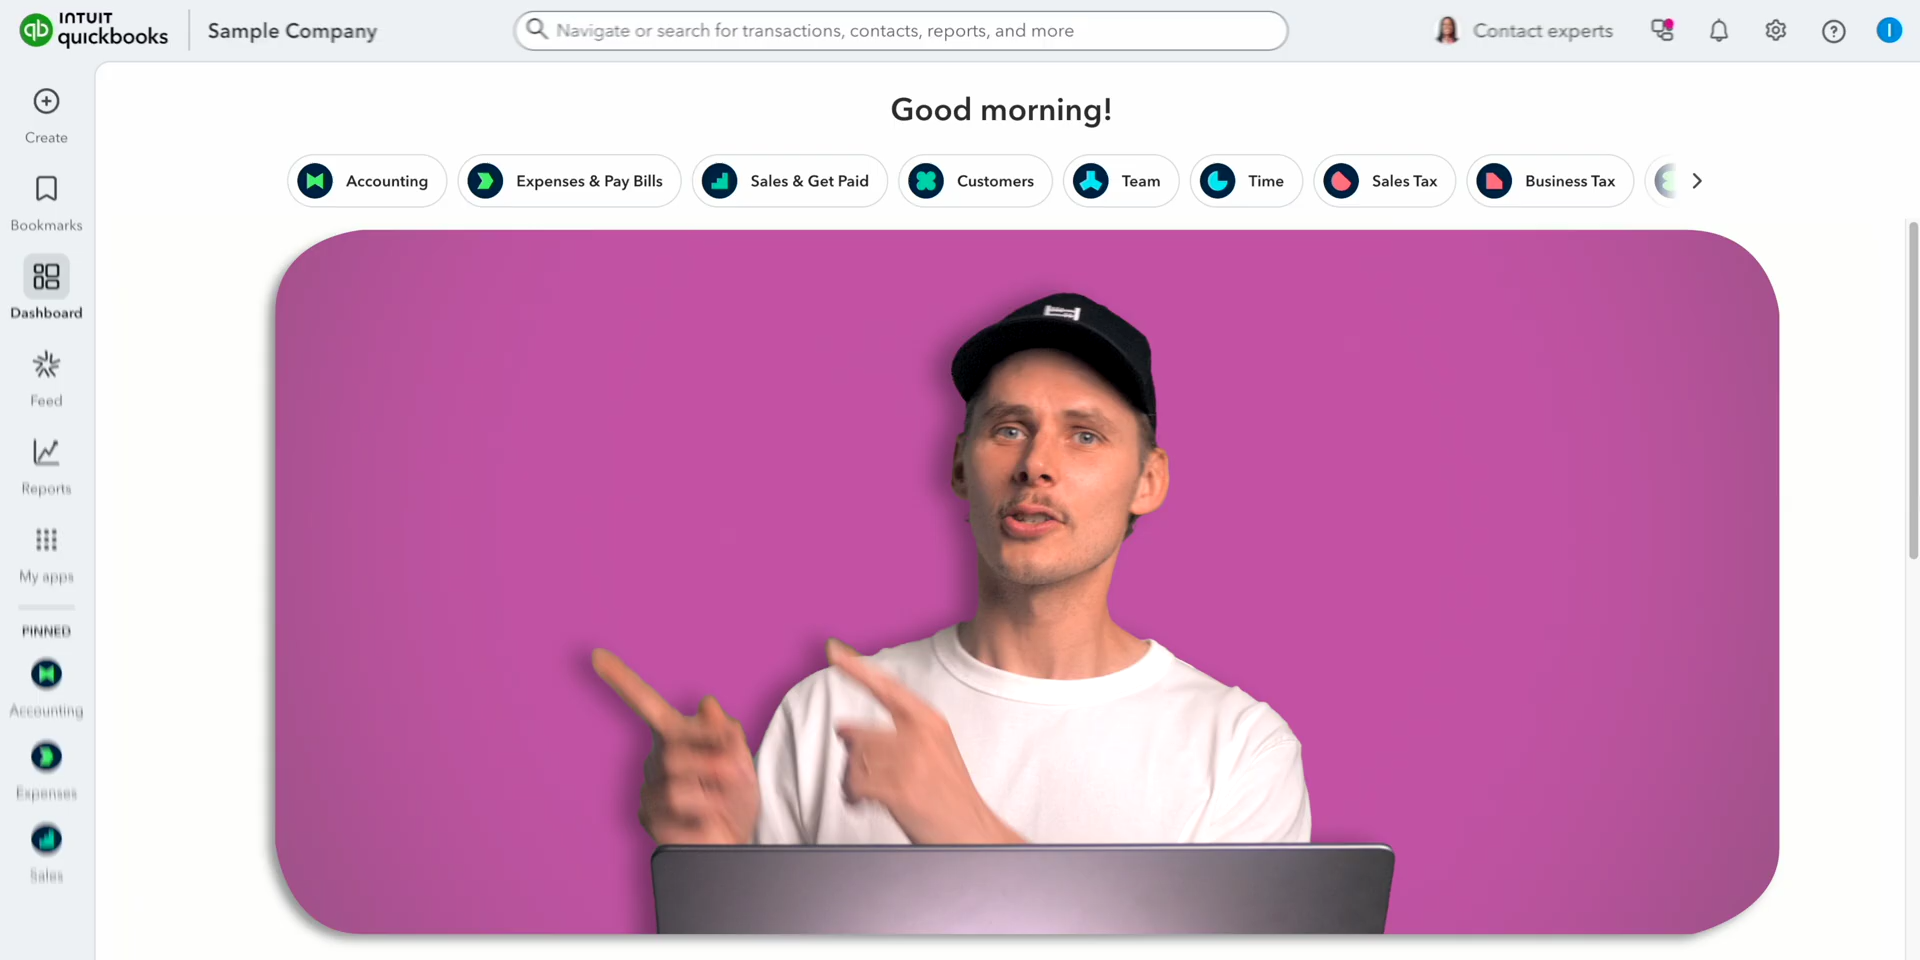 INTUIT
quickbooks
Sample Company
Navigate or search for transactions, contacts, reports, and more
Contact experts
I
Create
Bookmarks
Dashboard
Feed
Reports
My apps
PINNED
Accounting
Expenses
Sales
Good morning!
Accounting
Expenses & Pay Bills
Sales & Get Paid
Customers
Team
Time
Sales Tax
Business Tax